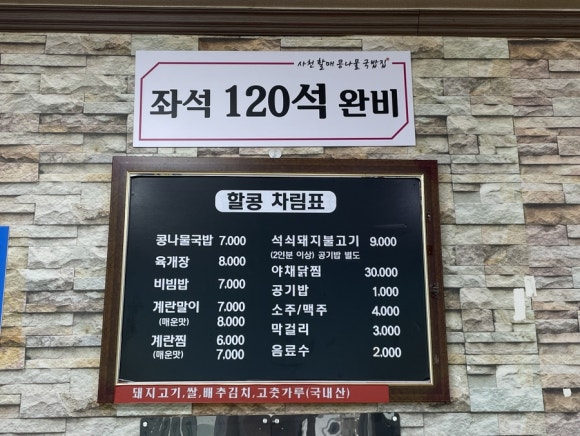 사천할매콩나물국밥집
좌석 120석 완비
할콩 차림표
콩나물국밥 7.000
육개장 8.000
비빔밥 7.000
계란말이 7.000
(매운맛) 8.000
계란찜 6.000
(매운맛) 7.000
석쇠돼지불고기 9.000
(2인분 이상) 공기밥 별도
야채닭찜 30.000
공기밥 1.000
소주/맥주 4.000
막걸리 3.000
음료수 2.000
돼지고기,쌀,배추김치,고춧가루(국내산)